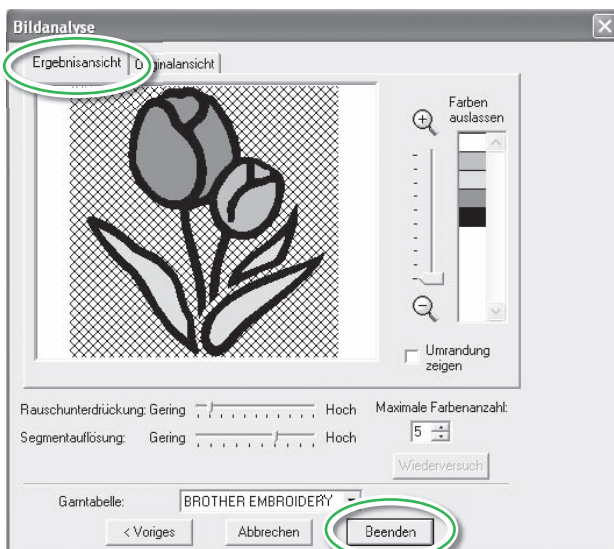 Bildanalyse
Ergebnisansicht
Originalansicht
Farben
auslassen
Umrandung
zeigen
Rauschunterdrückung: Gering Hoch
Maximale Farbenanzahl:
5
Segmentauflösung: Gering Hoch
Wiederversuch
Garntabelle: BROTHER EMBROIDERY
< Voriges Abbrechen Beenden